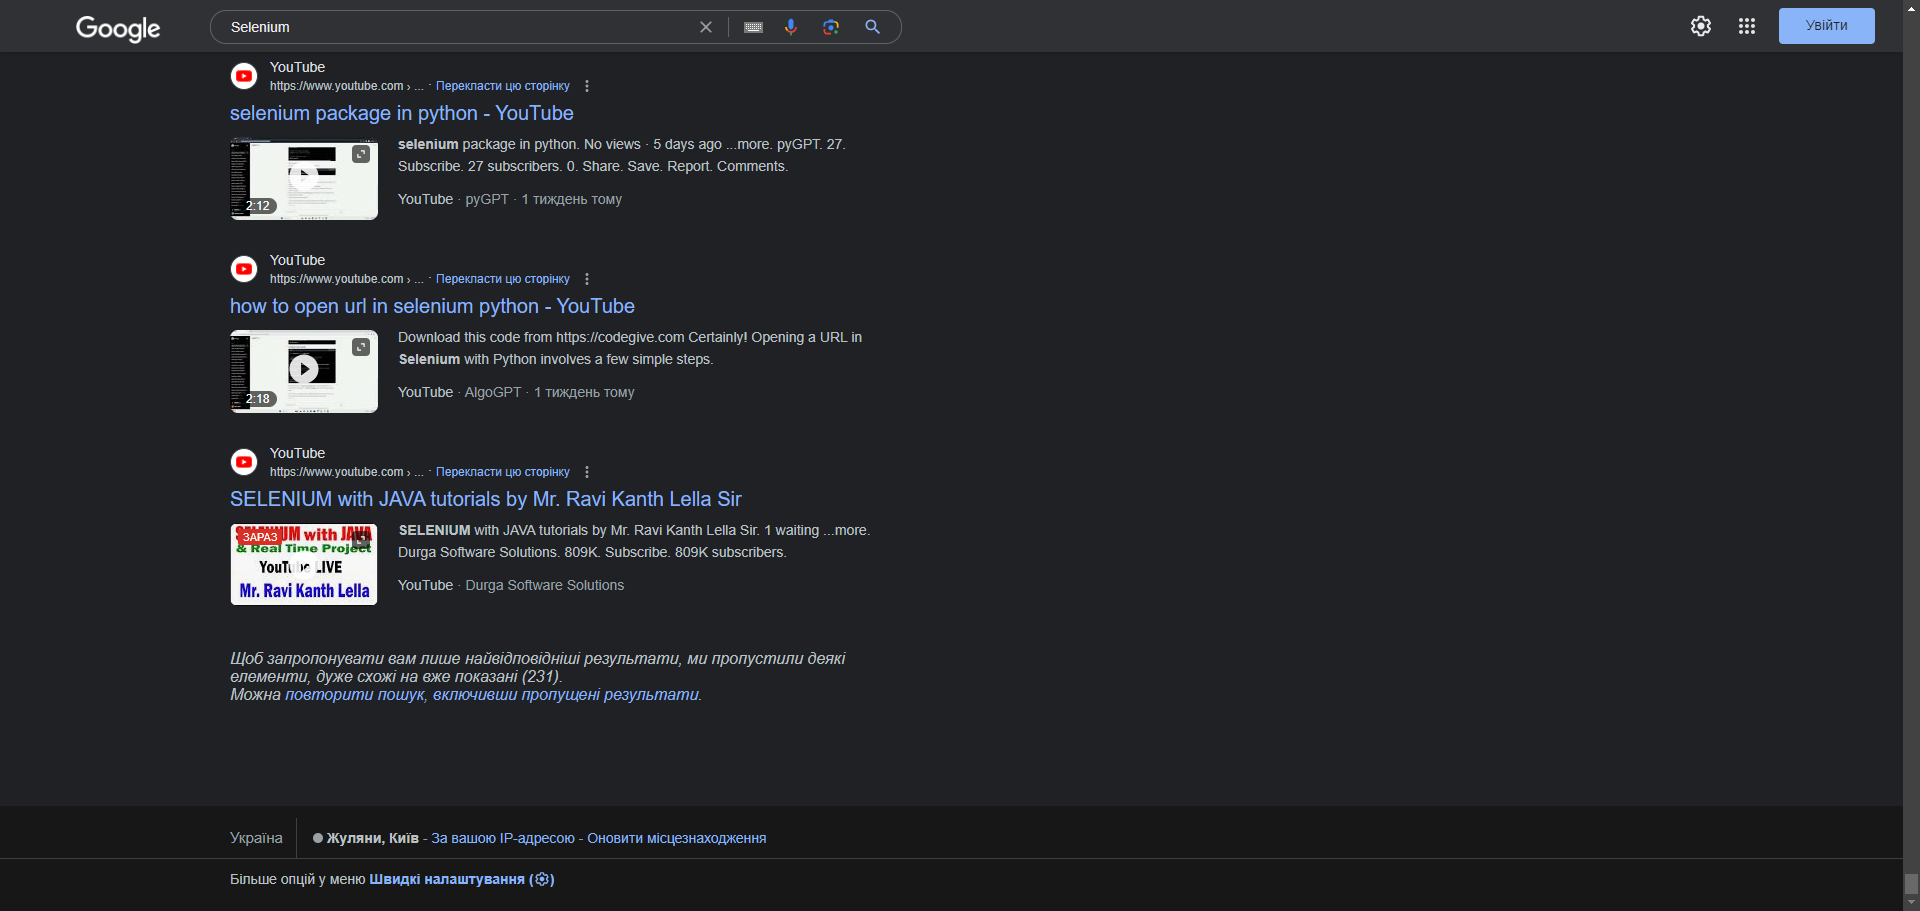 Google
Selenium
Увійти
YouTube
https://www.youtube.com › ... · Перекласти цю сторінку
selenium package in python - YouTube
2:12
selenium package in python. No views · 5 days ago ...more. pyGPT. 27.
Subscribe. 27 subscribers. 0. Share. Save. Report. Comments.
YouTube · pyGPT · 1 тиждень тому
YouTube
https://www.youtube.com › ... · Перекласти цю сторінку
how to open url in selenium python - YouTube
2:18
Download this code from https://codegive.com Certainly! Opening a URL in
Selenium with Python involves a few simple steps.
YouTube · AlgoGPT · 1 тиждень тому
YouTube
https://www.youtube.com › ... · Перекласти цю сторінку
SELENIUM with JAVA tutorials by Mr. Ravi Kanth Lella Sir
ЗАРАЗ
with JAVA
& Real Time Project
YouTube LIVE
Mr. Ravi Kanth Lella
SELENIUM with JAVA tutorials by Mr. Ravi Kanth Lella Sir. 1 waiting ...more.
Durga Software Solutions. 809K. Subscribe. 809K subscribers.
YouTube · Durga Software Solutions
Щоб запропонувати вам лише найвідповідніші результати, ми пропустили деякі
елементи, дуже схожі на вже показані (231).
Можна повторити пошук, включивши пропущені результати.
Україна
Жуляни, Київ - За вашою IP-адресою - Оновити місцезнаходження
Більше опцій у меню Швидкі налаштування ()